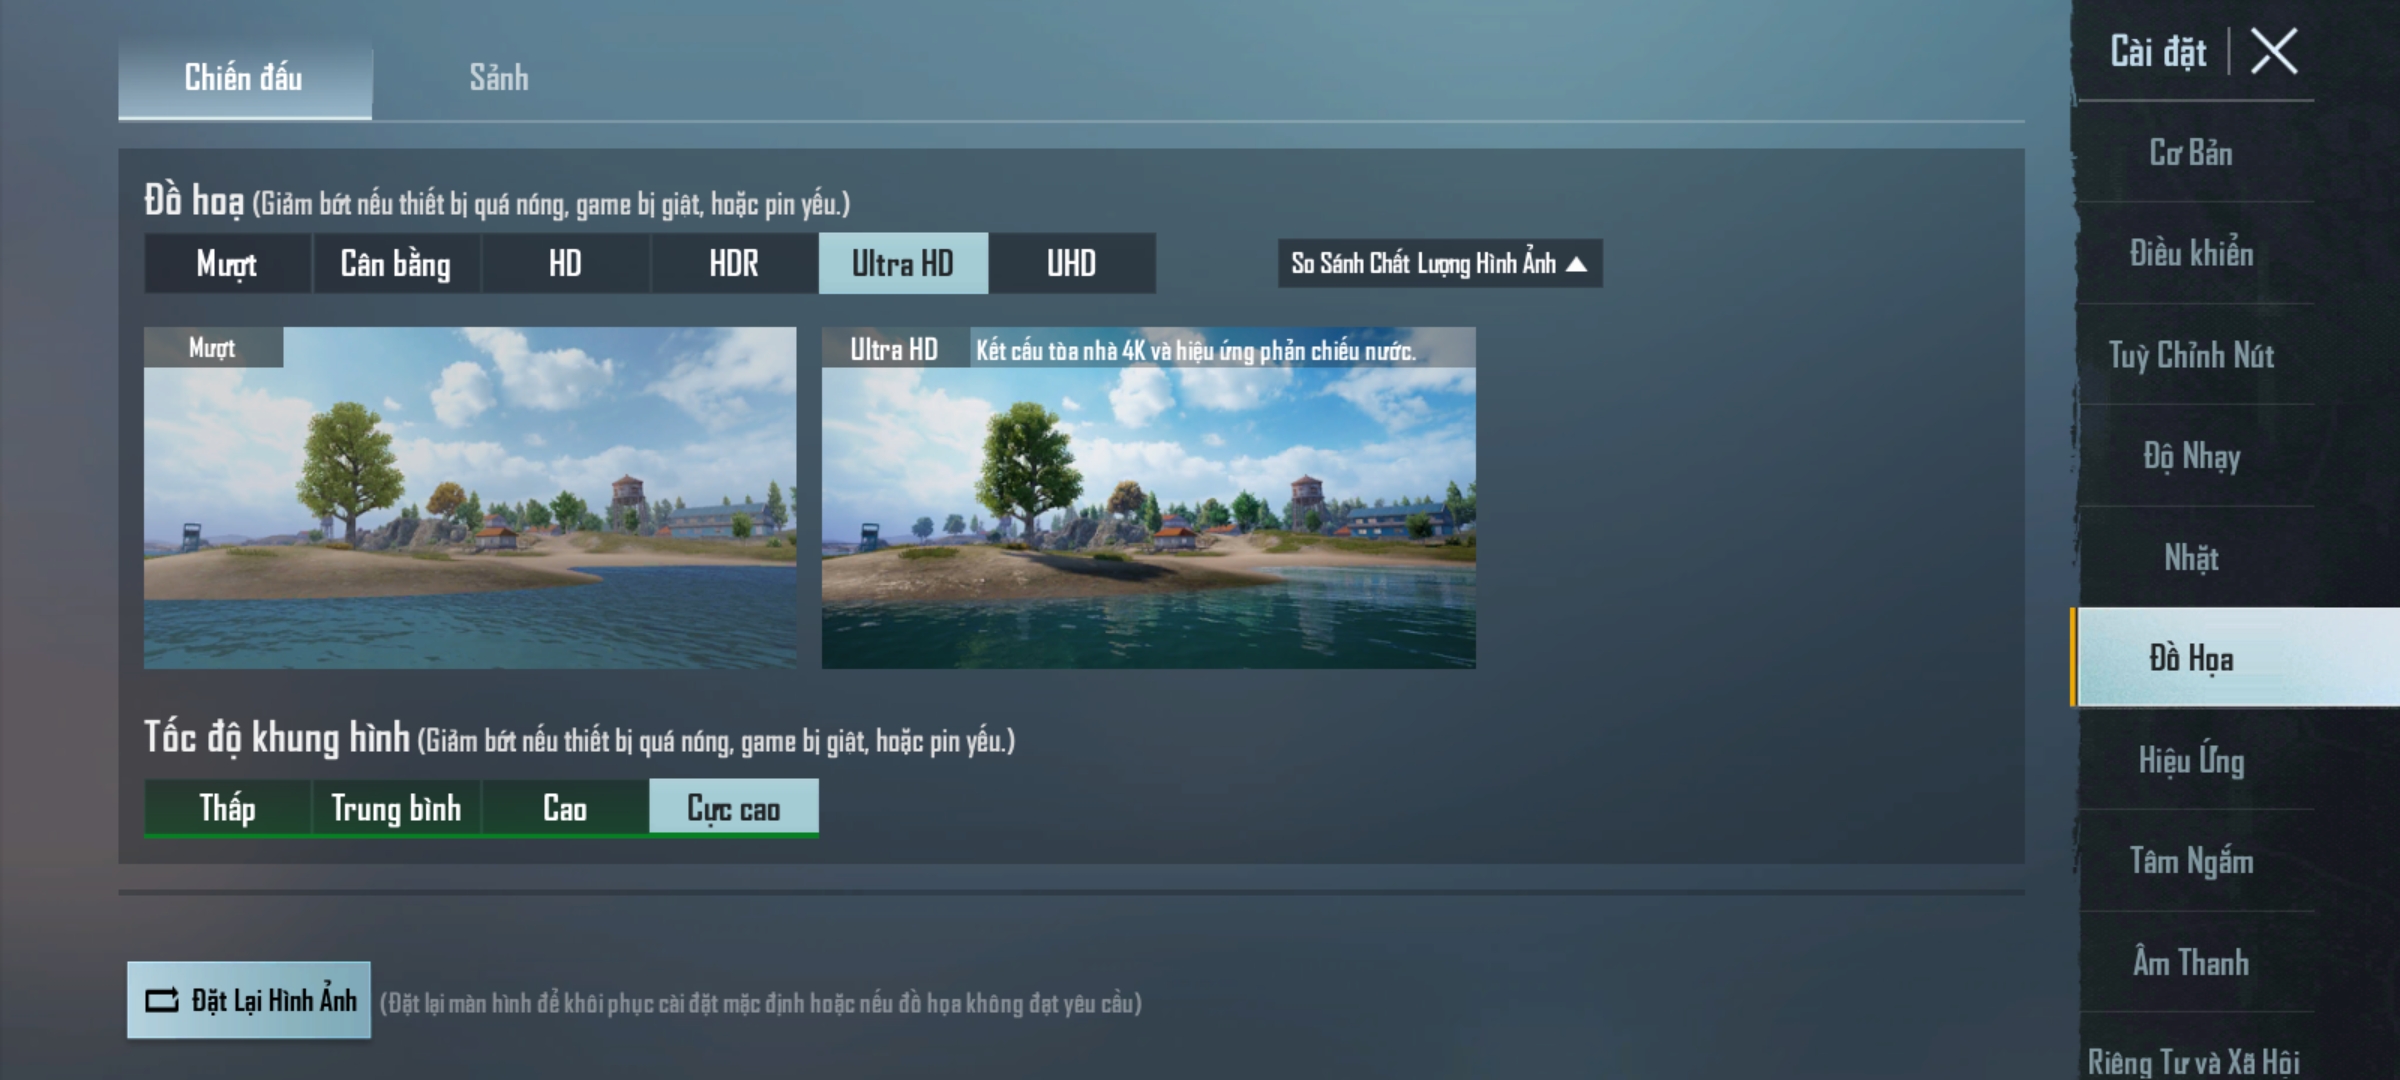 Chiến đấu
Sảnh
Cài đặt
Đồ hoạ (Giảm bớt nếu thiết bị quá nóng, game bị giật, hoặc pin yếu.)
Mượt
Cân bằng
HD
HDR
Ultra HD
UHD
So Sánh Chất Lượng Hình Ảnh
Mượt
Ultra HD
Kết cấu tòa nhà 4K và hiệu ứng phản chiếu nước.
Tốc độ khung hình (Giảm bớt nếu thiết bị quá nóng, game bị giật, hoặc pin yếu.)
Thấp
Trung bình
Cao
Cực cao
Đặt Lại Hình Ảnh
(Đặt lại màn hình để khôi phục cài đặt mặc định hoặc nếu đồ họa không đạt yêu cầu)
Cơ Bản
Điều khiển
Tuỳ Chỉnh Nút
Độ Nhạy
Nhặt
Đồ Họa
Hiệu Ứng
Tâm Ngắm
Âm Thanh
Riêng Tư và Xã Hội